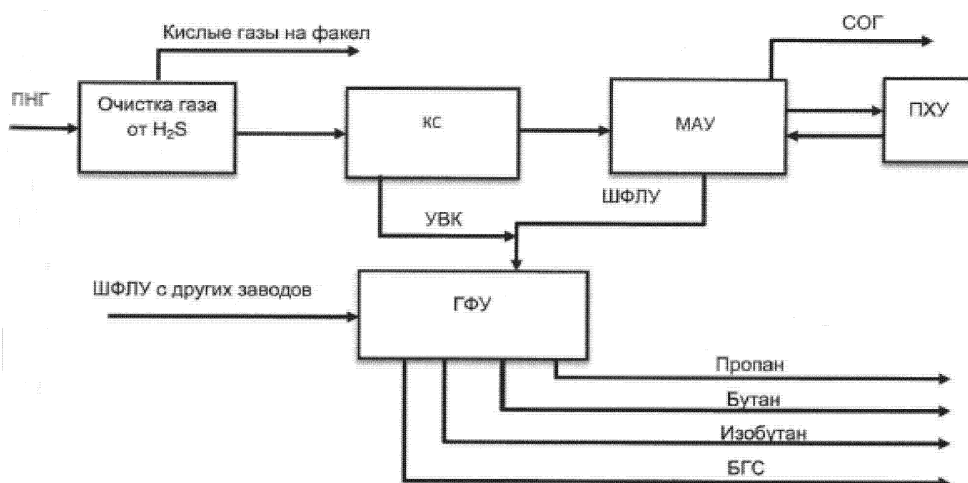 Кислые газы на факел
СОГ
ПНГ
Очистка газа
от H₂S
КС
МАУ
ПХУ
ШФЛУ
УВК
ШФЛУ с других заводов
ГФУ
Пропан
Бутан
Изобутан
БГС